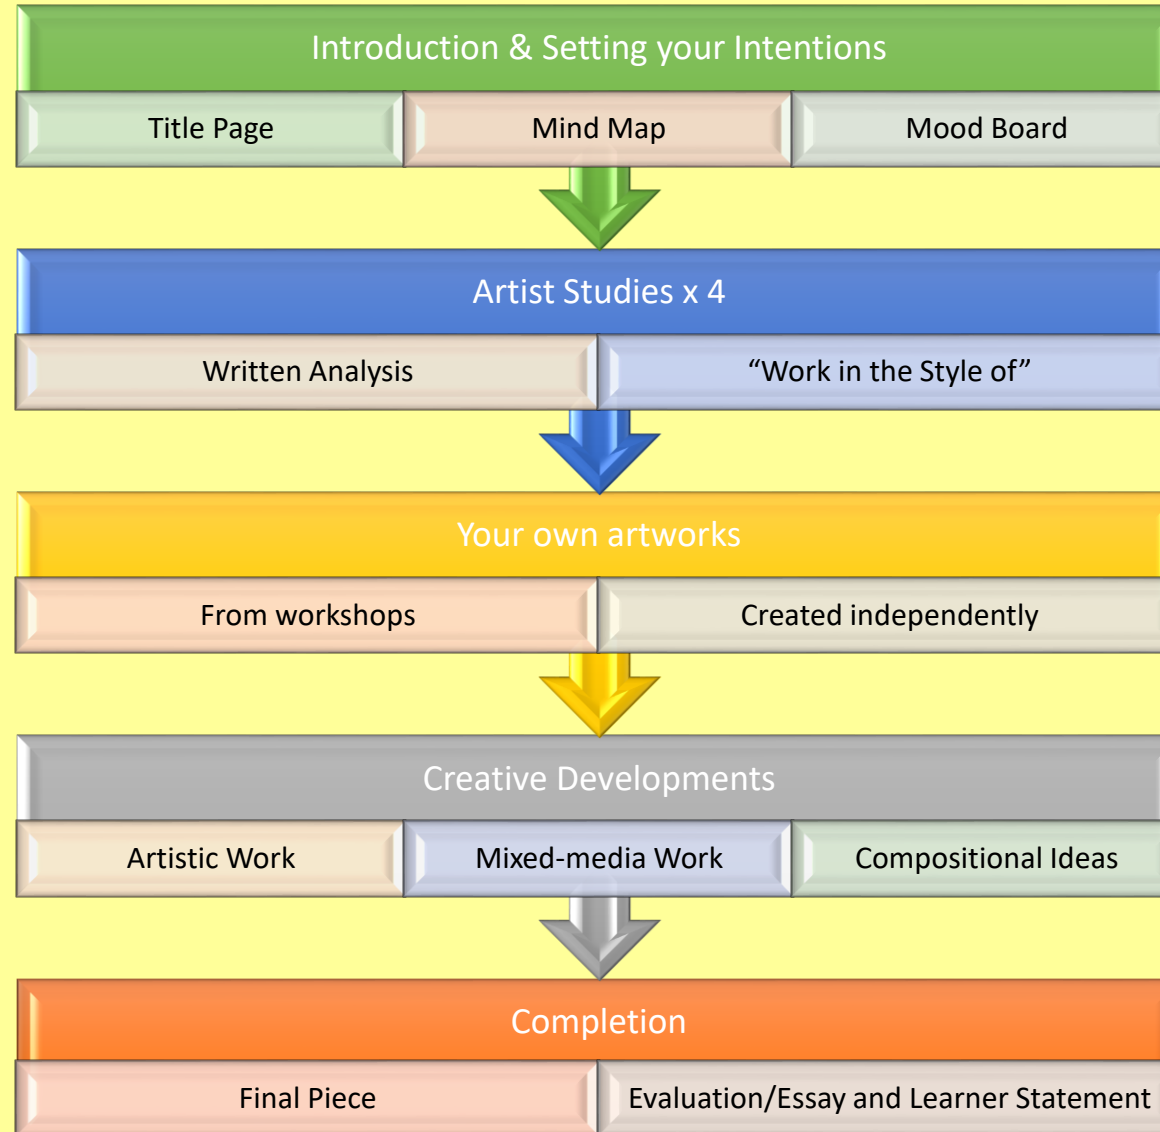 Introduction & Setting your Intentions
Title Page
Mind Map
Mood Board
Artist Studies x 4
Written Analysis
“Work in the Style of”
Your own artworks
From workshops
Created independently
Creative Developments
Artistic Work
Mixed-media Work
Compositional Ideas
Completion
Final Piece
Evaluation/Essay and Learner Statement